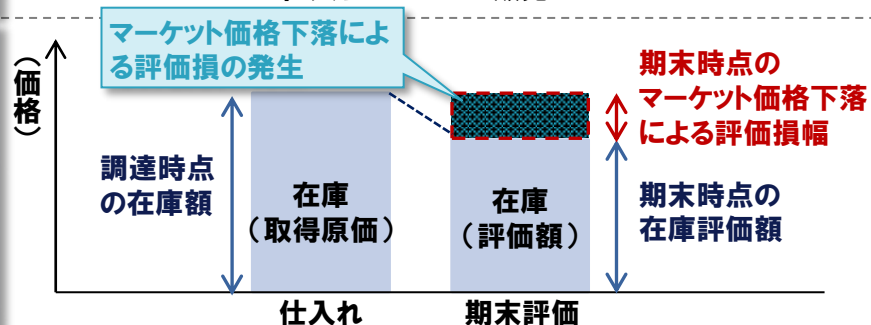 マーケット価格下落によ
る評価損の発生
（価格）
期末時点の
マーケット価格下落
による評価損幅
調達時点
の在庫額
在庫
（取得原価）
在庫
（評価額）
期末時点の
在庫評価額
仕入れ
期末評価